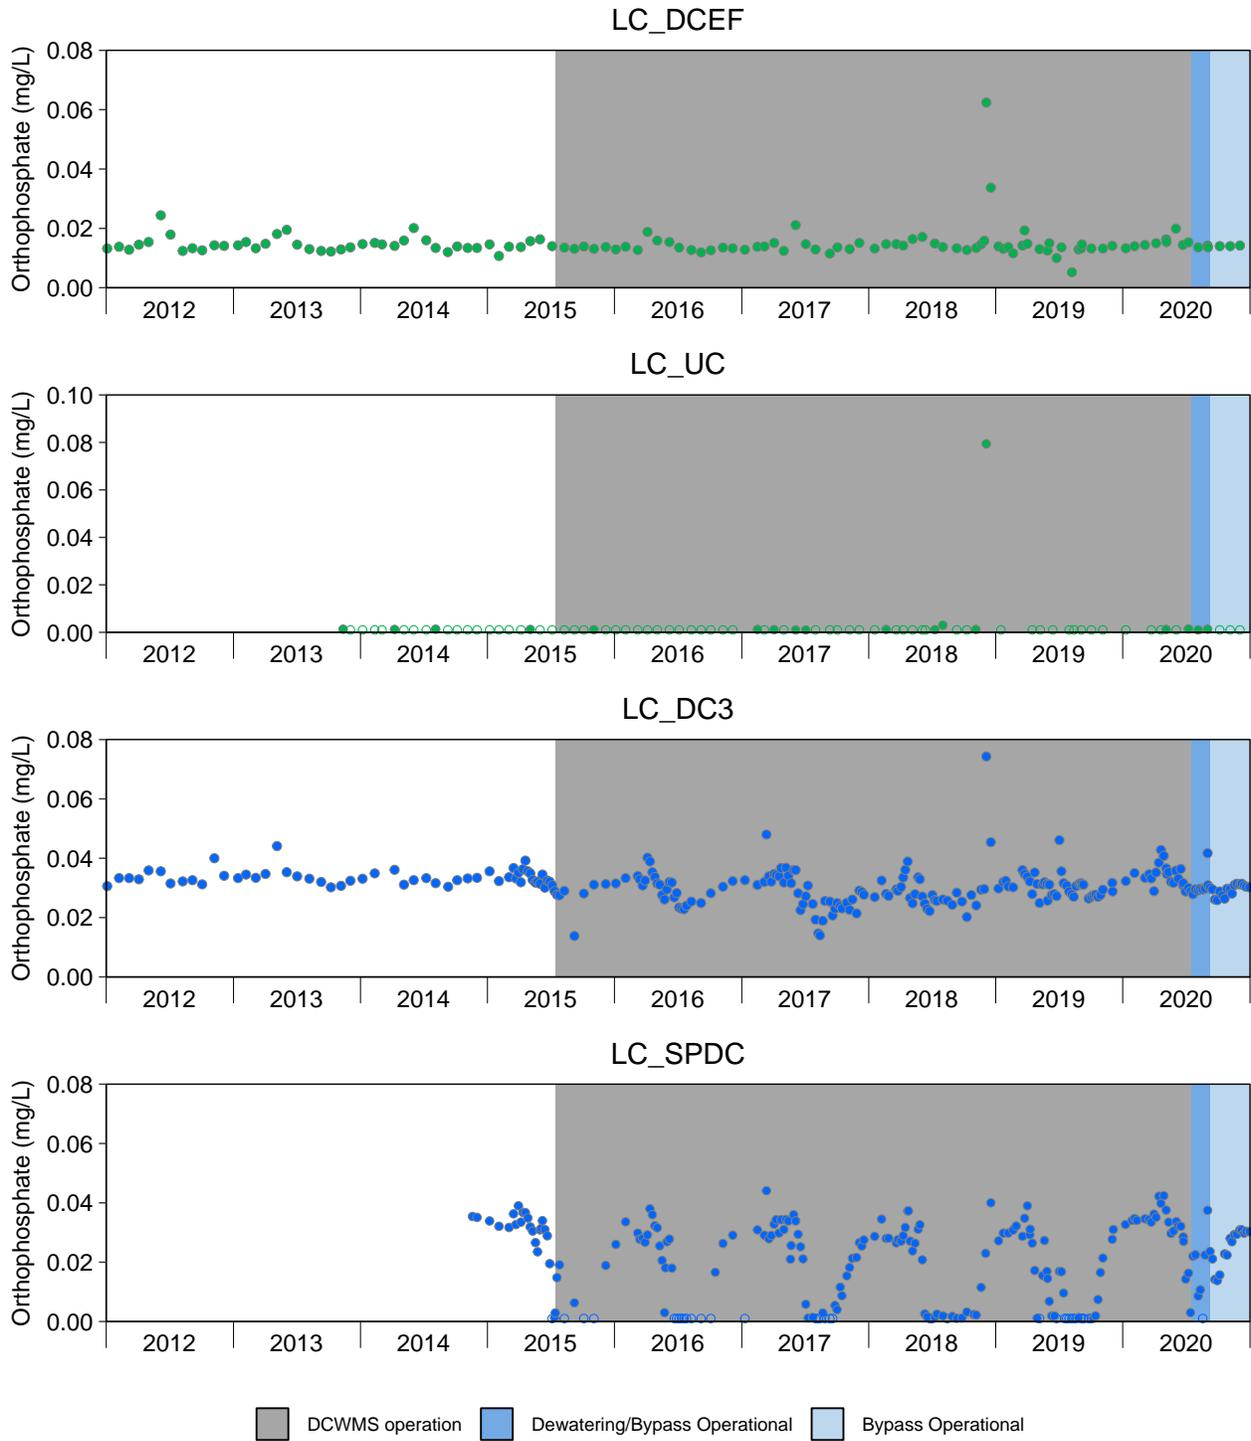 LC_DCEF
Orthophosphate (mg/L)
0.08
0.06
0.04
0.02
0.00
2012 2013 2014 2015 2016 2017 2018 2019 2020
LC_UC
Orthophosphate (mg/L)
0.10
0.08
0.06
0.04
0.02
0.00
2012 2013 2014 2015 2016 2017 2018 2019 2020
LC_DC3
Orthophosphate (mg/L)
0.08
0.06
0.04
0.02
0.00
2012 2013 2014 2015 2016 2017 2018 2019 2020
LC_SPDC
Orthophosphate (mg/L)
0.08
0.06
0.04
0.02
0.00
2012 2013 2014 2015 2016 2017 2018 2019 2020
DCWMS operation Dewatering/Bypass Operational Bypass Operational